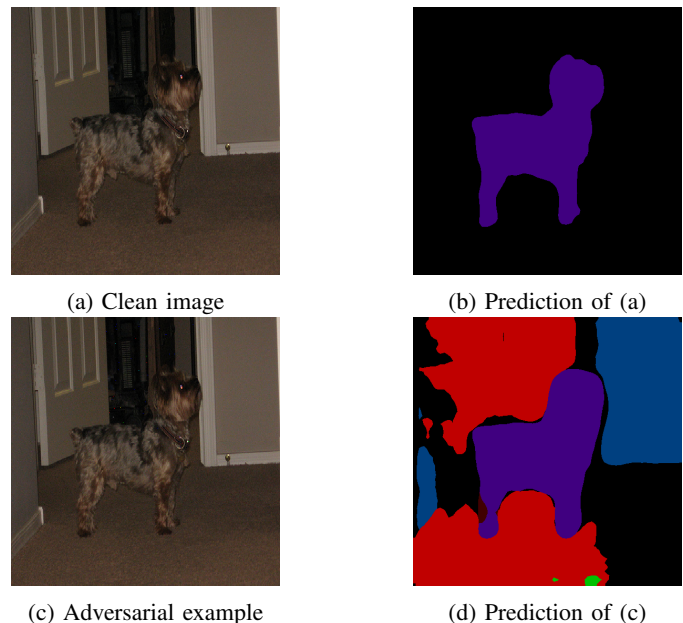 (a) Clean image
(b) Prediction of (a)
(c) Adversarial example
(d) Prediction of (c)